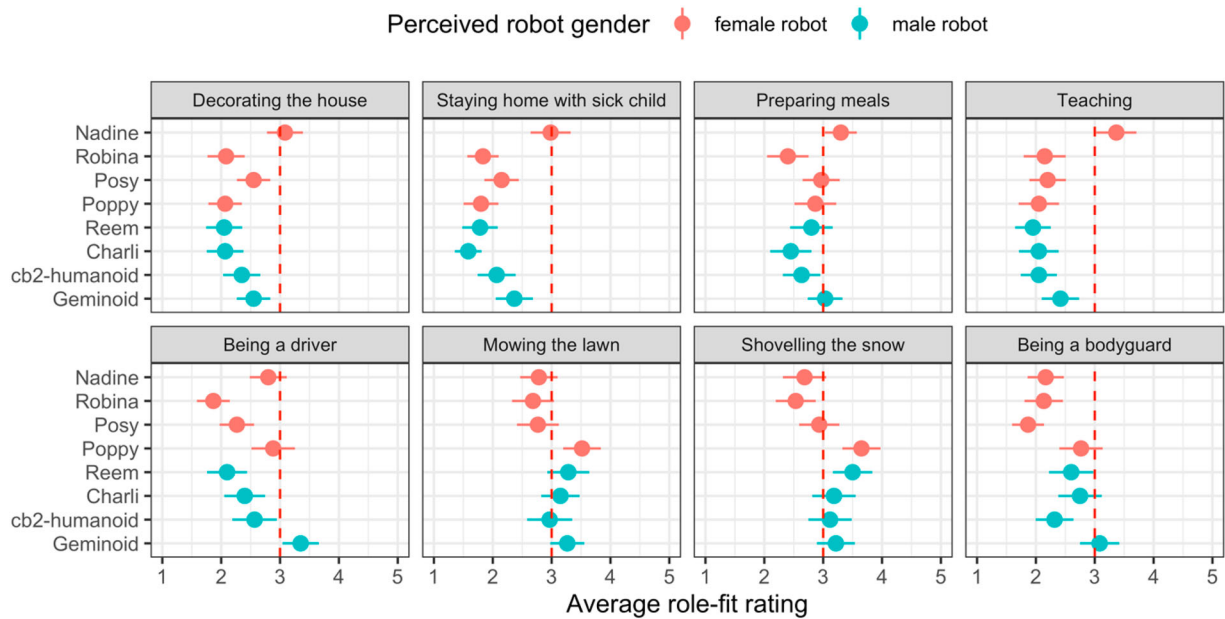 Perceived robot gender female robot male robot
Decorating the house Staying home with sick child Preparing meals Teaching
Nadine
Robina
Posy
Poppy
Reem
Charli
cb2-humanoid
Geminoid
Being a driver Mowing the lawn Shovelling the snow Being a bodyguard
Nadine
Robina
Posy
Poppy
Reem
Charli
cb2-humanoid
Geminoid
1 2 3 4 5 1 2 3 4 5 1 2 3 4 5 1 2 3 4 5
Average role-fit rating